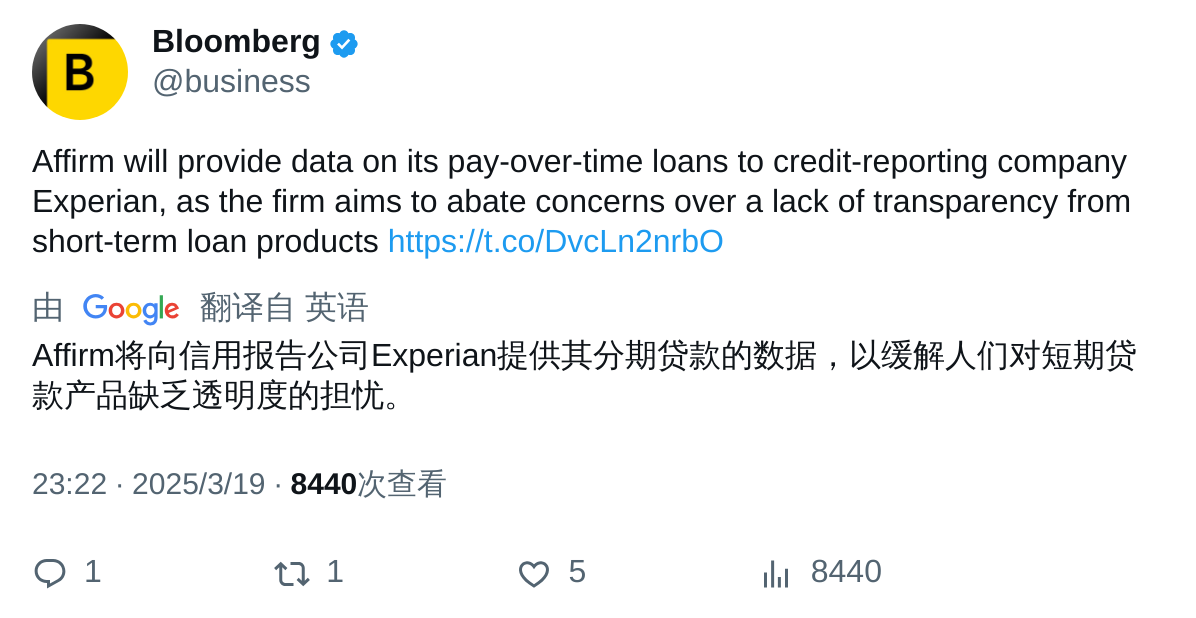 B
Bloomberg
@business
Affirm will provide data on its pay-over-time loans to credit-reporting company
Experian, as the firm aims to abate concerns over a lack of transparency from
short-term loan products https://t.co/DvcLn2nrbO
由 Google 翻译自 英语
Affirm将向信用报告公司Experian提供其分期贷款的数据，以缓解人们对短期贷
款产品缺乏透明度的担忧。
23:22 · 2025/3/19 · 8440次查看
1 1 5 8440